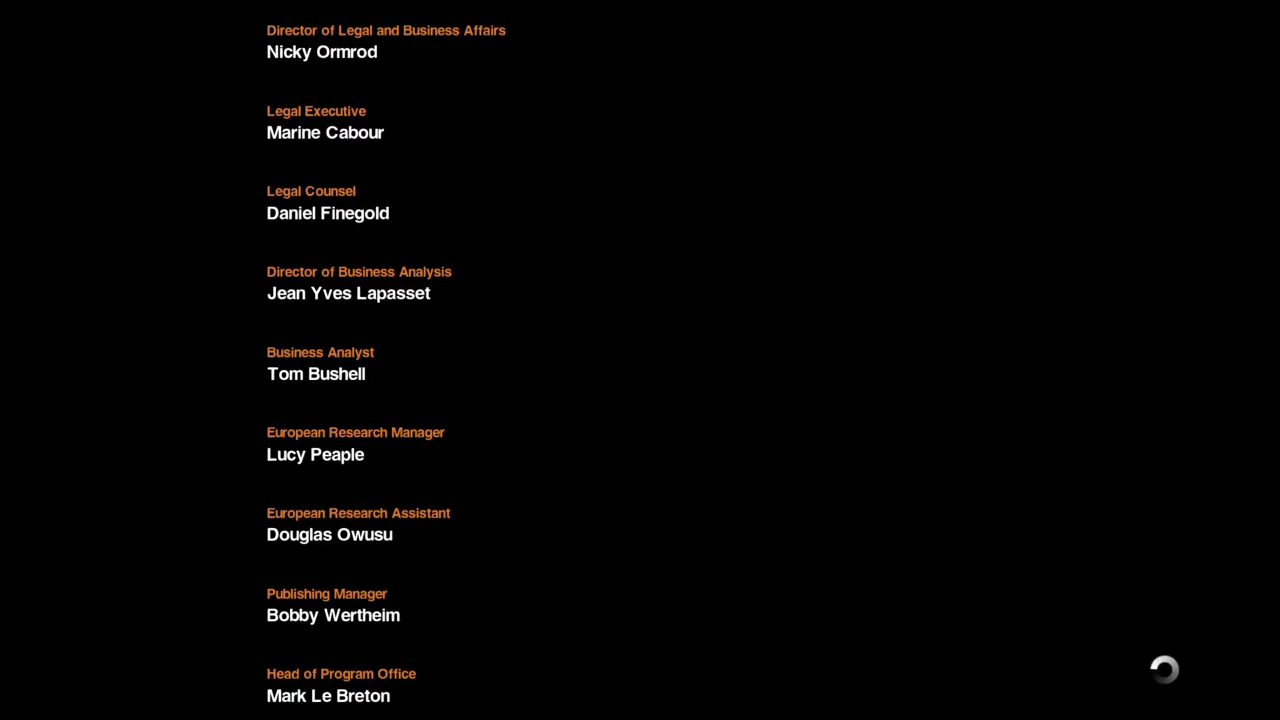 Director of Legal and Business Affairs
Nicky Ormrod
Legal Executive
Marine Cabour
Legal Counsel
Daniel Finegold
Director of Business Analysis
Jean Yves Lapasset
Business Analyst
Tom Bushell
European Research Manager
Lucy Peaple
European Research Assistant
Douglas Owusu
Publishing Manager
Bobby Wertheim
Head of Program Office
Mark Le Breton